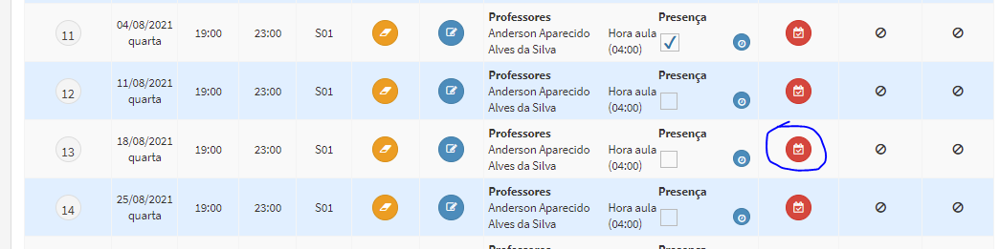 11
04/08/2021
quarta
19:00
23:00
S01
Professores
Anderson Aparecido
Alves da Silva
Hora aula
(04:00)
Presença
12
11/08/2021
quarta
19:00
23:00
S01
Professores
Anderson Aparecido
Alves da Silva
Hora aula
(04:00)
Presença
13
18/08/2021
quarta
19:00
23:00
S01
Professores
Anderson Aparecido
Alves da Silva
Hora aula
(04:00)
Presença
14
25/08/2021
quarta
19:00
23:00
S01
Professores
Anderson Aparecido
Alves da Silva
Hora aula
(04:00)
Presença